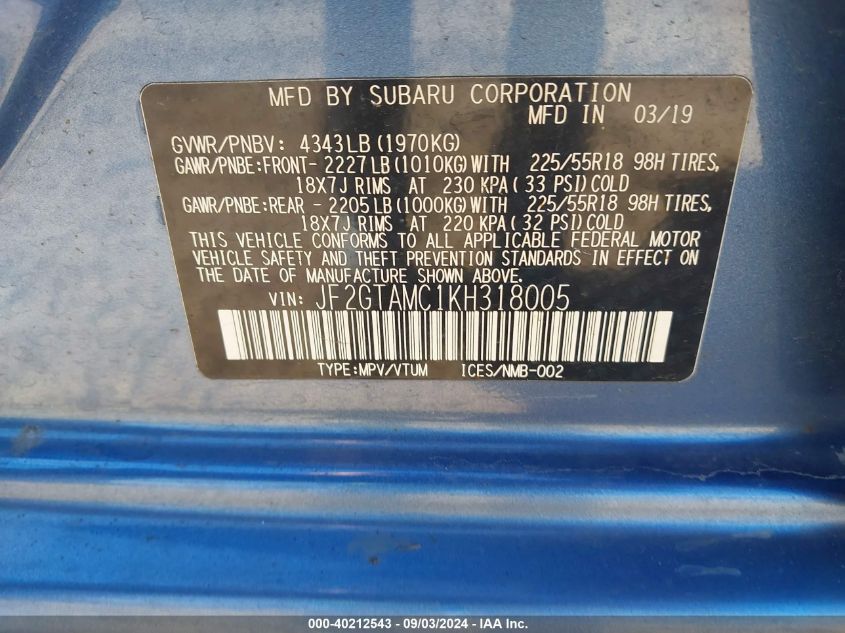 MFD BY SUBARU CORPORATION
MFD IN 03/19
GVWR/PNBV: 4343LB(1970KG)
GAWR/PNBE:FRONT- 2227LB(1010KG)WITH 225/55R18 98H TIRES,
18X7J RIMS AT 230 KPA( 33 PSI)COLD
GAWR/PNBE:REAR - 2205LB(1000KG)WITH 225/55R18 98H TIRES,
18X7J RIMS AT 220 KPA( 32 PSI)COLD
THIS VEHICLE CONFORMS TO ALL APPLICABLE FEDERAL MOTOR
VEHICLE SAFETY AND THEFT PREVENTION STANDARDS IN EFFECT ON
THE DATE OF MANUFACTURE SHOWN ABOVE.
VIN: JF2GTAMC1KH318005
TYPE:MPV/VTUM ICES/NMB-002
000-40212543 - 09/03/2024 - IAA, Inc.